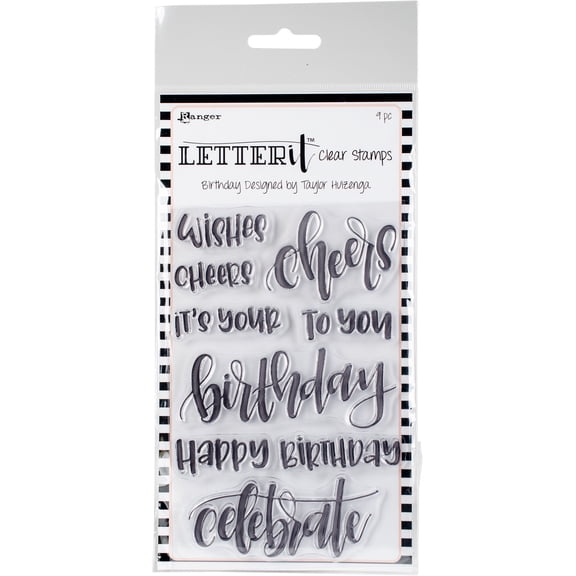 Ranger 9 pc
LETTERit™ Clear Stamps
Birthday Designed by Taylor Huizenga
WISHES
cheers
CHEERS
IT'S YOUR TO YOU
birthday
HAPPY BIRTHDAY
celebrate